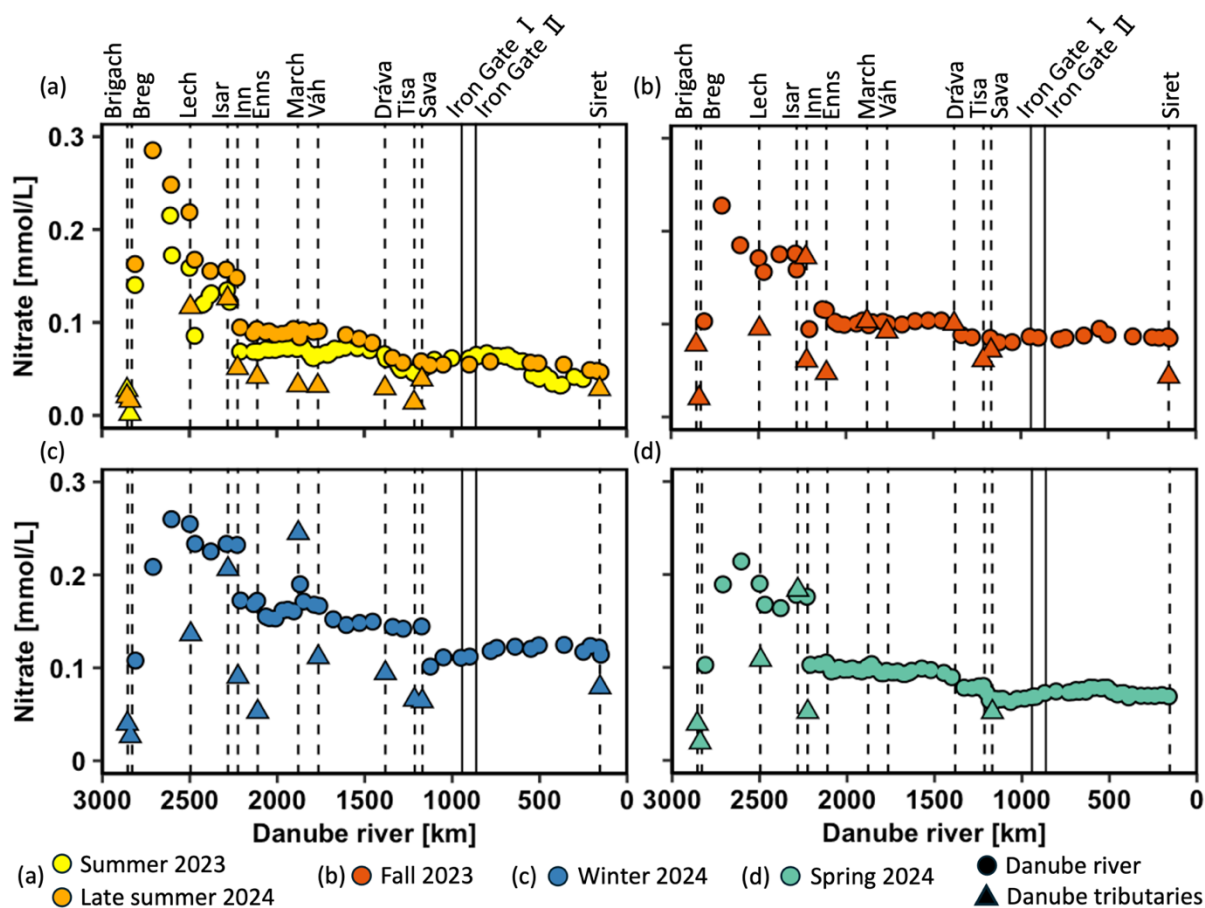 (a)
Brigach
Breg
Lech
Isar
Inn
Enns
March
Váh
Dráva
Tisa
Sava
Iron Gate I
Iron Gate II
Siret
(b)
Brigach
Breg
Lech
Isar
Inn
Enns
March
Váh
Dráva
Tisa
Sava
Iron Gate I
Iron Gate II
Siret
Nitrate [mmol/L]
0.3
0.2
0.1
0.0
(c)
(d)
Nitrate [mmol/L]
0.3
0.2
0.1
0
3000 2500 2000 1500 1000 500 0
Danube river [km]
3000 2500 2000 1500 1000 500 0
Danube river [km]
(a) Summer 2023
Late summer 2024
(b) Fall 2023
(c) Winter 2024
(d) Spring 2024
Danube river
Danube tributaries